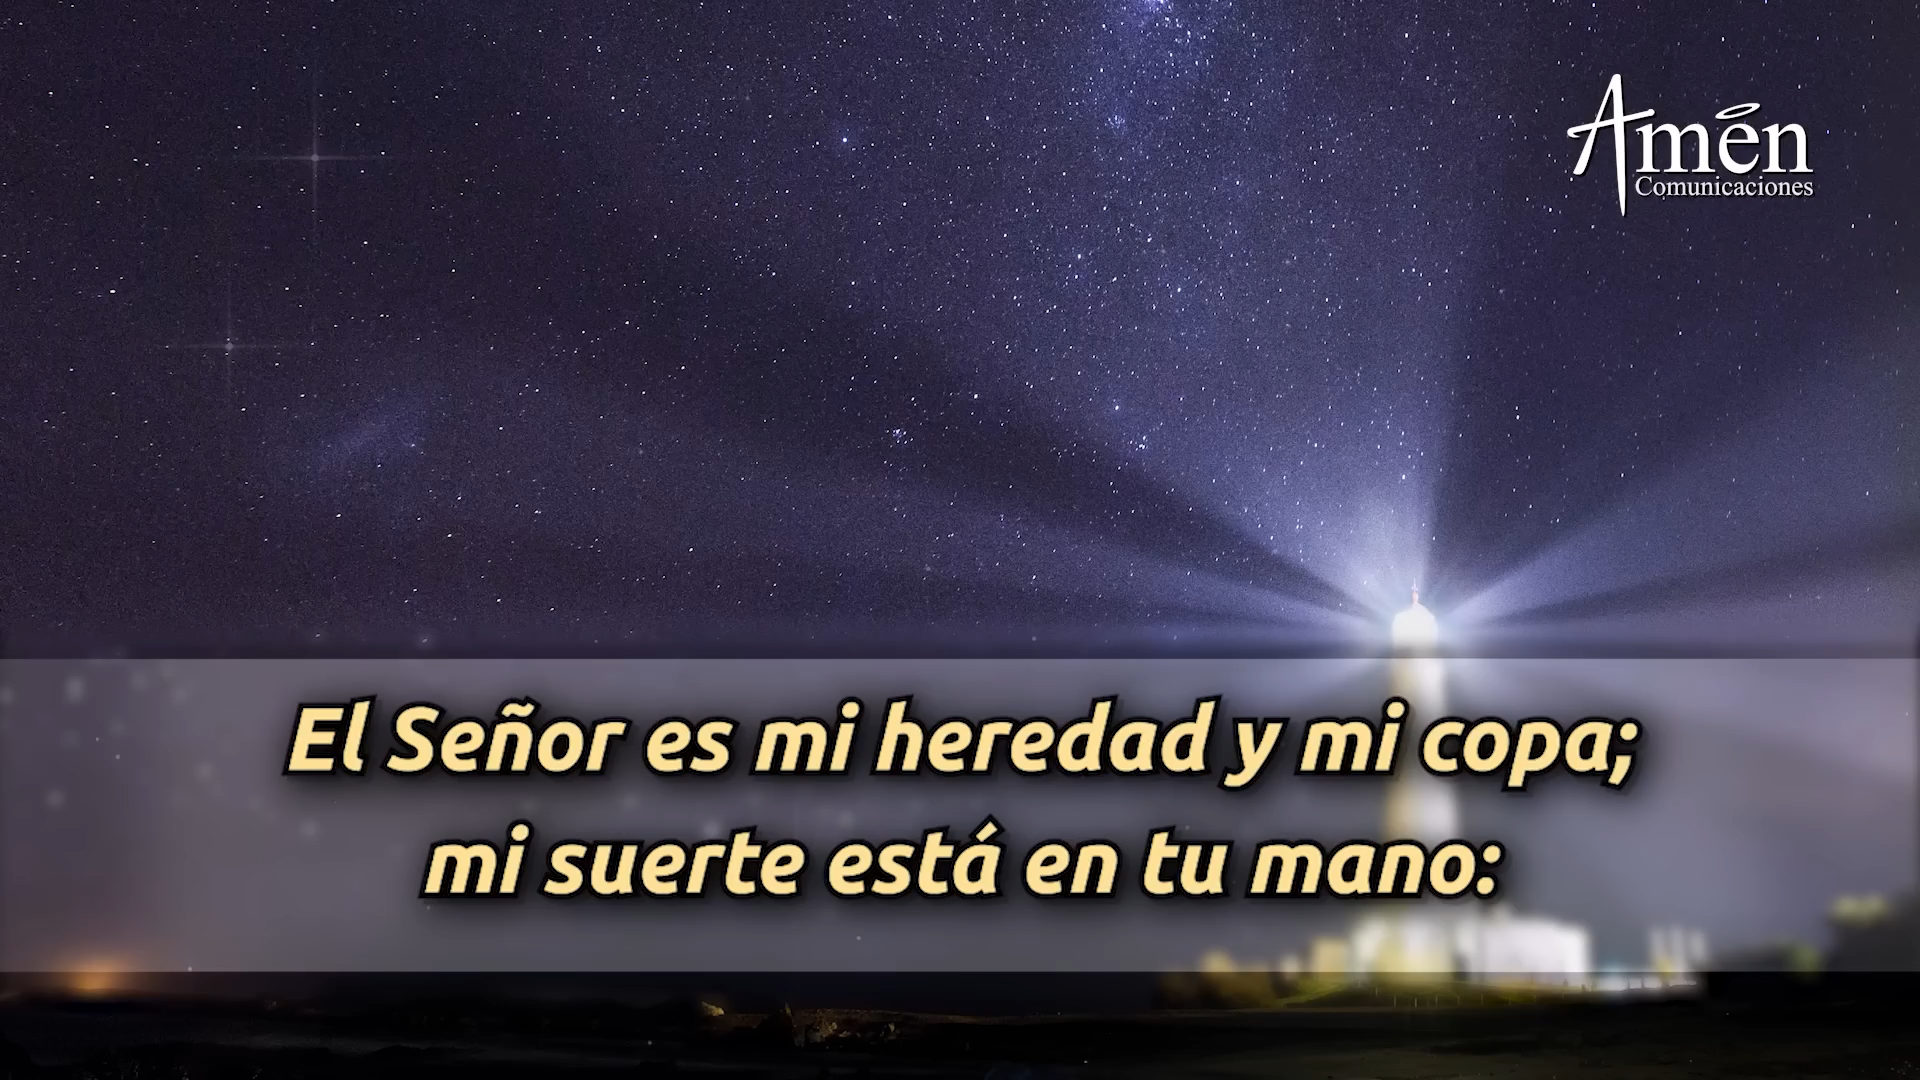 Amén
Comunicaciones
El Señor es mi heredad y mi copa;
mi suerte está en tu mano: